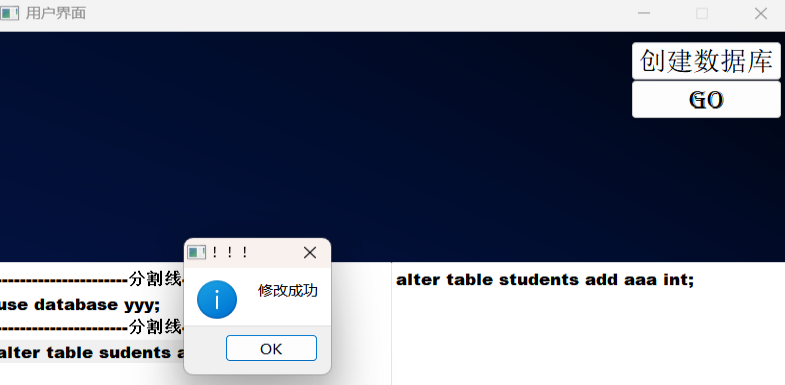 用户界面
创建数据库
GO
---------------------分割线-
use database yyy;
---------------------分割线-
alter table sudents a
！！！
修改成功
OK
alter table students add aaa int;